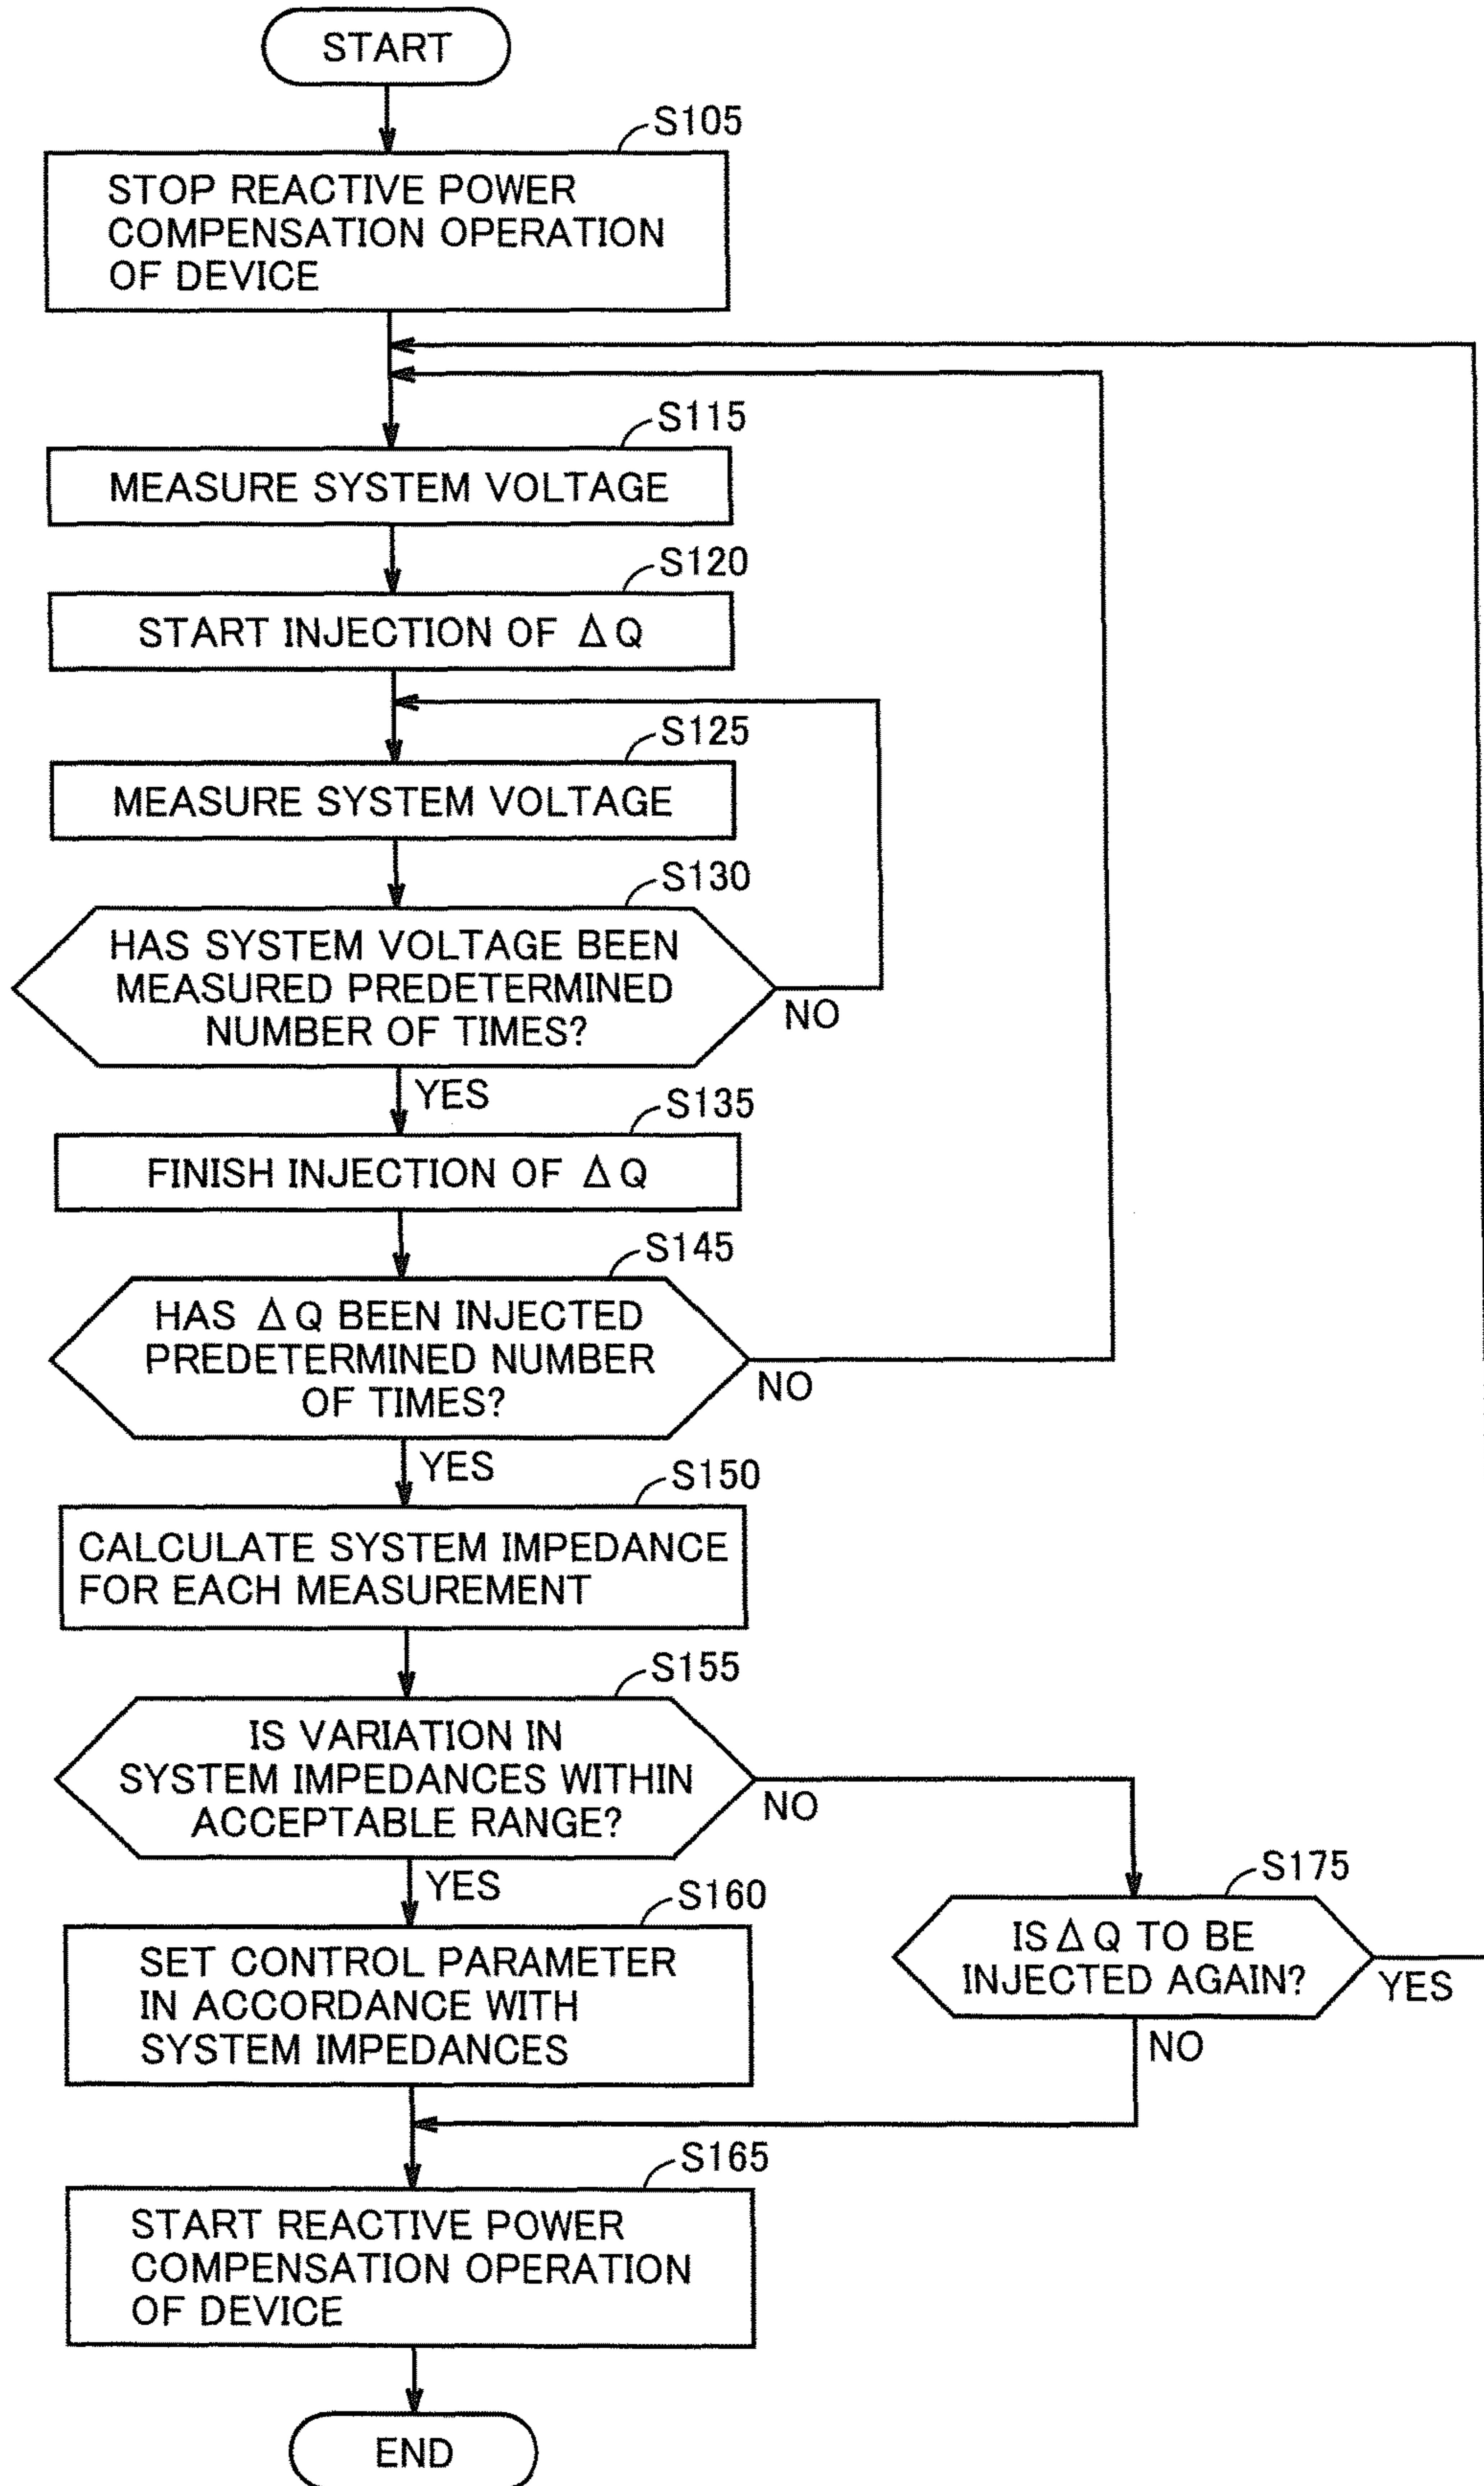 START
S105
STOP REACTIVE POWER
COMPENSATION OPERATION
OF DEVICE
S115
MEASURE SYSTEM VOLTAGE
S120
START INJECTION OF ΔQ
S125
MEASURE SYSTEM VOLTAGE
S130
HAS SYSTEM VOLTAGE BEEN
MEASURED PREDETERMINED
NUMBER OF TIMES?
NO
YES
S135
FINISH INJECTION OF ΔQ
S145
HAS ΔQ BEEN INJECTED
PREDETERMINED NUMBER
OF TIMES?
NO
YES
S150
CALCULATE SYSTEM IMPEDANCE
FOR EACH MEASUREMENT
S155
IS VARIATION IN
SYSTEM IMPEDANCES WITHIN
ACCEPTABLE RANGE?
NO
YES
S175
IS ΔQ TO BE
INJECTED AGAIN?
YES
NO
S160
SET CONTROL PARAMETER
IN ACCORDANCE WITH
SYSTEM IMPEDANCES
S165
START REACTIVE POWER
COMPENSATION OPERATION
OF DEVICE
END